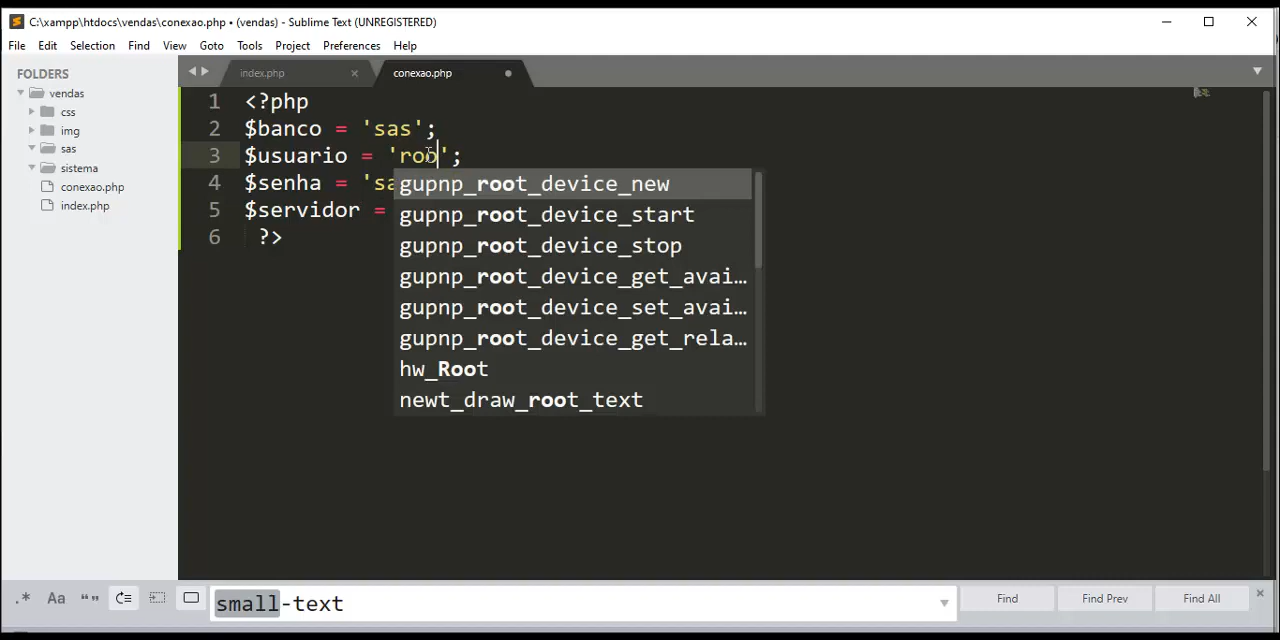 C:\xampp\htdocs\vendas\conexao.php • (vendas) - Sublime Text (UNREGISTERED)
File Edit Selection Find View Goto Tools Project Preferences Help
FOLDERS
vendas
css
img
sas
sistema
conexao.php
index.php
index.php
conexao.php
1 <?php
2 $banco = 'sas';
3 $usuario = 'roo';
4 $senha = 'sa
5 $servidor =
6 ?>
gupnp_root_device_new
gupnp_root_device_start
gupnp_root_device_stop
gupnp_root_device_get_avai…
gupnp_root_device_set_avai…
gupnp_root_device_get_rela…
hw_Root
newt_draw_root_text
.* Aa “”
small-text
Find
Find Prev
Find All